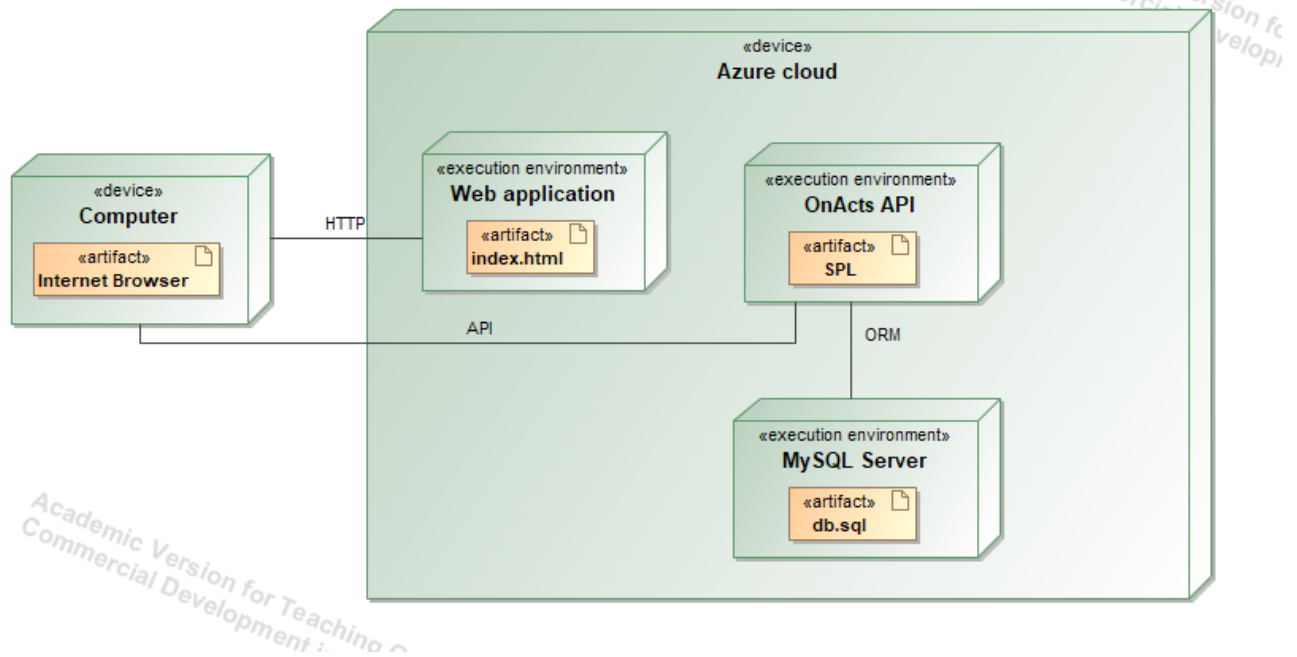 «device»
Azure cloud
«device»
Computer
«artifact»
Internet Browser
HTTP
«execution environment»
Web application
«artifact»
index.html
«execution environment»
OnActs API
«artifact»
SPL
API
ORM
«execution environment»
MySQL Server
«artifact»
db.sql
Academic Version for Teaching
Commercial Development